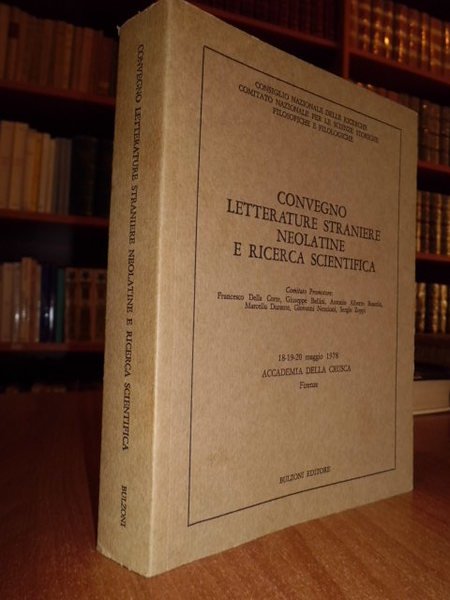 CONVEGNO LETTERATURE STRANIERE NEOLATINE E RICERCA SCIENTIFICA
BULZONI
CONSIGLIO NAZIONALE DELLE RICERCHE
COMITATO NAZIONALE PER LE SCIENZE STORICHE
FILOSOFICHE E FILOLOGICHE
CONVEGNO
LETTERATURE STRANIERE
NEOLATINE
E RICERCA SCIENTIFICA
Comitato Promotore:
Francesco Della Corte, Giuseppe Bellini, Antonio
Marcello Durante, Giovanni Nencioni, Sergio Zoppi
18-19-20 maggio 1978
ACCADEMIA DELLA CRUSCA
Firenze
BULZONI EDITORE